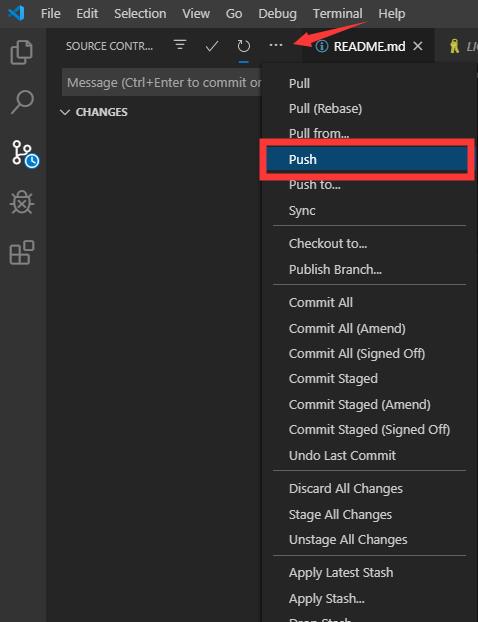 File Edit Selection View Go Debug Terminal Help
SOURCE CONTR... README.md
Message (Ctrl+Enter to commit or
CHANGES
Pull
Pull (Rebase)
Pull from...
Push
Push to...
Sync
Checkout to...
Publish Branch...
Commit All
Commit All (Amend)
Commit All (Signed Off)
Commit Staged
Commit Staged (Amend)
Commit Staged (Signed Off)
Undo Last Commit
Discard All Changes
Stage All Changes
Unstage All Changes
Apply Latest Stash
Apply Stash...